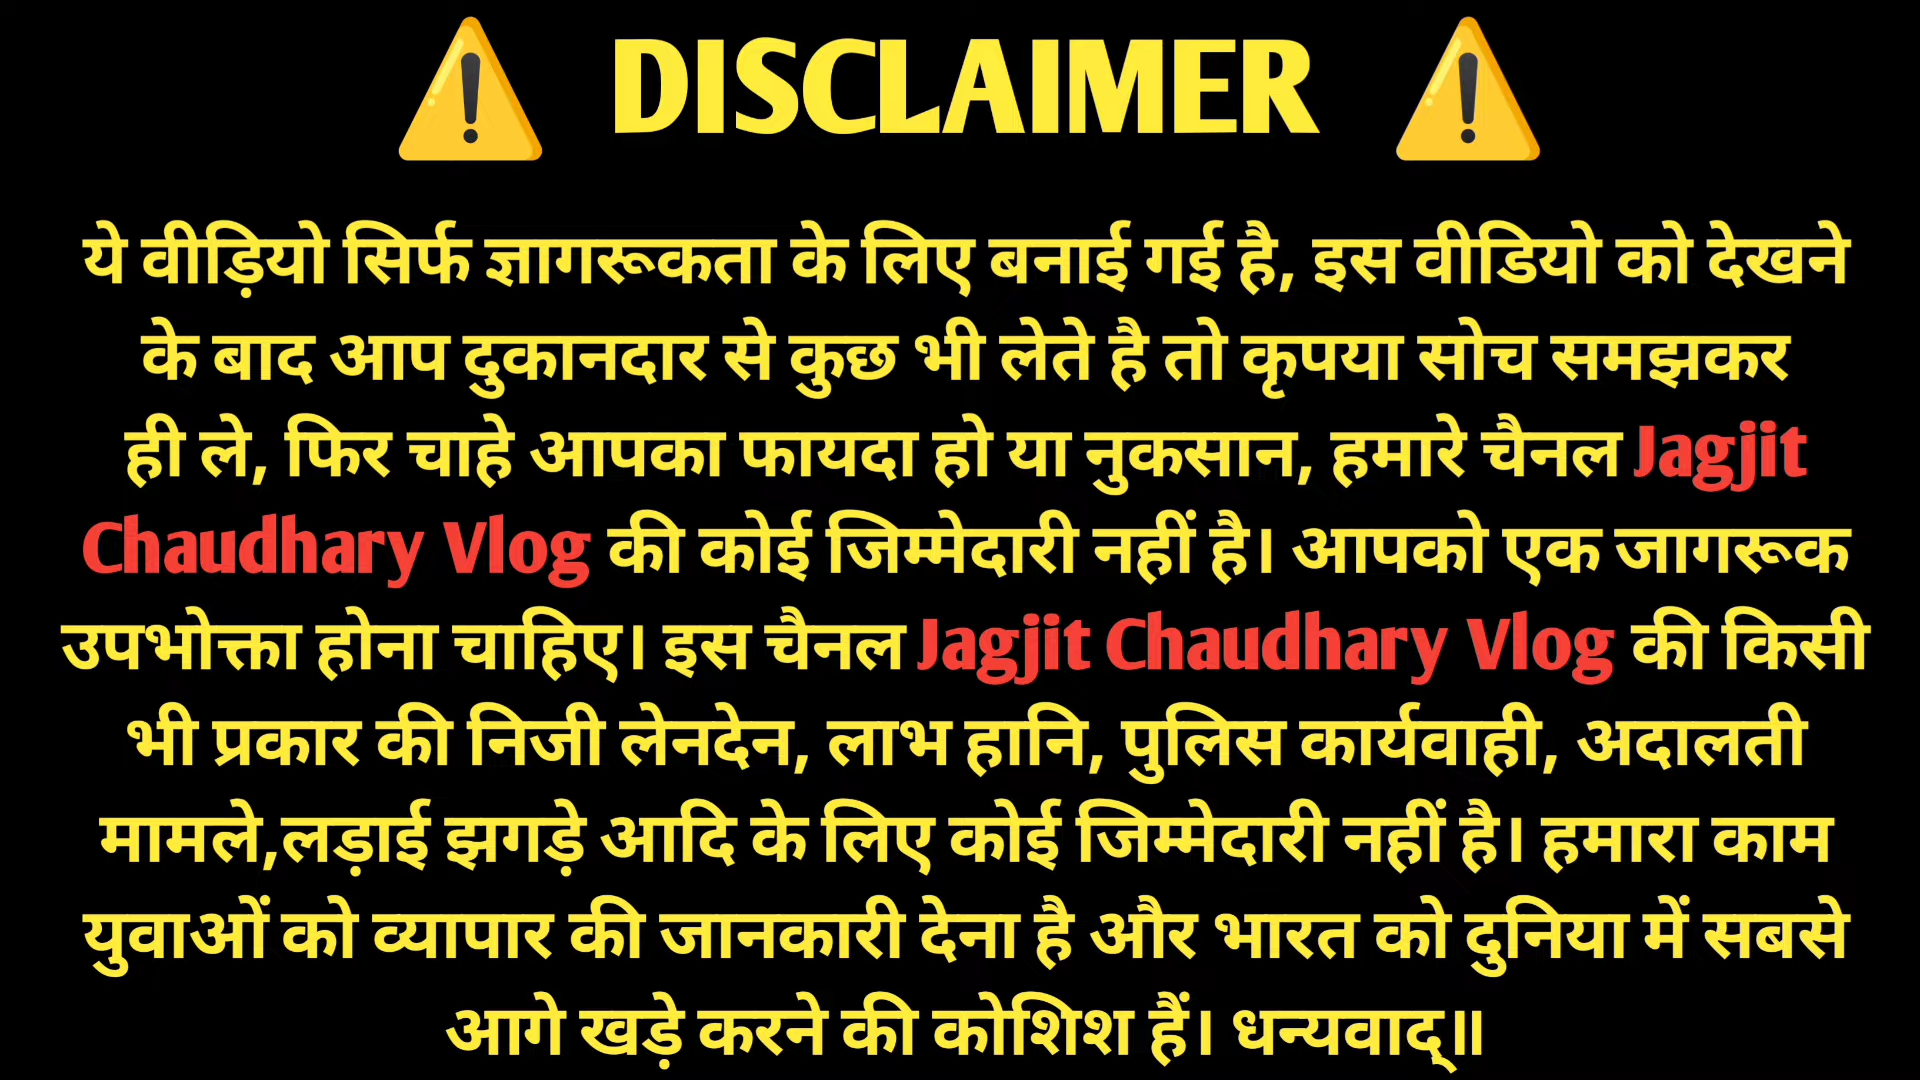 DISCLAIMER
ये वीड़ियो सिर्फ ज्ञागरूकता के लिए बनाई गई है, इस वीडियो को देखने
के बाद आप दुकानदार से कुछ भी लेते है तो कृपया सोच समझकर
ही ले, फिर चाहे आपका फायदा हो या नुकसान, हमारे चैनल Jagjit
Chaudhary Vlog की कोई जिम्मेदारी नहीं है। आपको एक जागरूक
उपभोक्ता होना चाहिए। इस चैनल Jagjit Chaudhary Vlog की किसी
भी प्रकार की निजी लेनदेन, लाभ हानि, पुलिस कार्यवाही, अदालती
मामले,लड़ाई झगड़े आदि के लिए कोई जिम्मेदारी नहीं है। हमारा काम
युवाओं को व्यापार की जानकारी देना है और भारत को दुनिया में सबसे
आगे खड़े करने की कोशिश हैं। धन्यवाद्॥